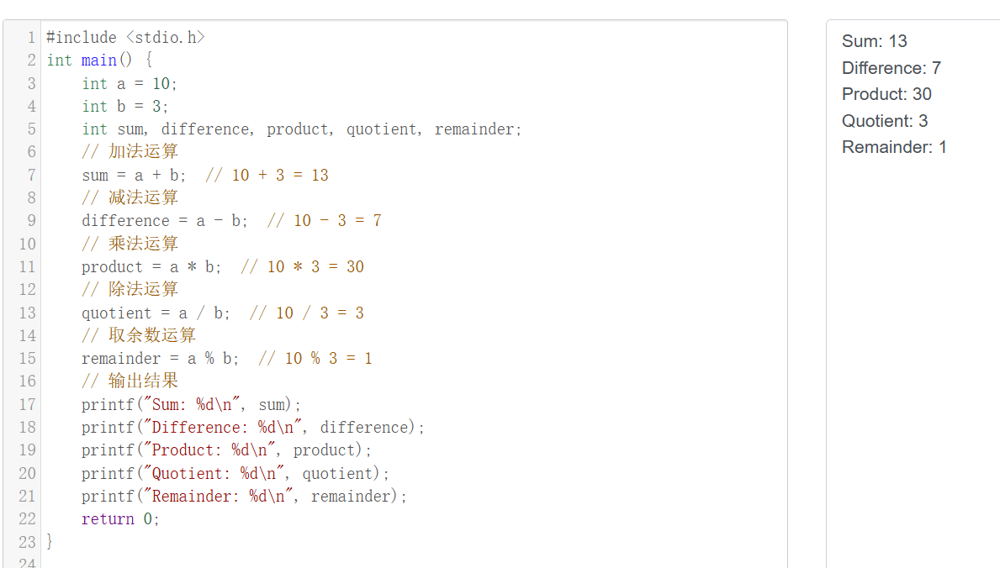 1 #include <stdio.h>
2 int main() {
3     int a = 10;
4     int b = 3;
5     int sum, difference, product, quotient, remainder;
6     // 加法运算
7     sum = a + b;  // 10 + 3 = 13
8     // 减法运算
9     difference = a - b;  // 10 - 3 = 7
10     // 乘法运算
11     product = a * b;  // 10 * 3 = 30
12     // 除法运算
13     quotient = a / b;  // 10 / 3 = 3
14     // 取余数运算
15     remainder = a % b;  // 10 % 3 = 1
16     // 输出结果
17     printf("Sum: %d\n", sum);
18     printf("Difference: %d\n", difference);
19     printf("Product: %d\n", product);
20     printf("Quotient: %d\n", quotient);
21     printf("Remainder: %d\n", remainder);
22     return 0;
23 }
24
Sum: 13
Difference: 7
Product: 30
Quotient: 3
Remainder: 1